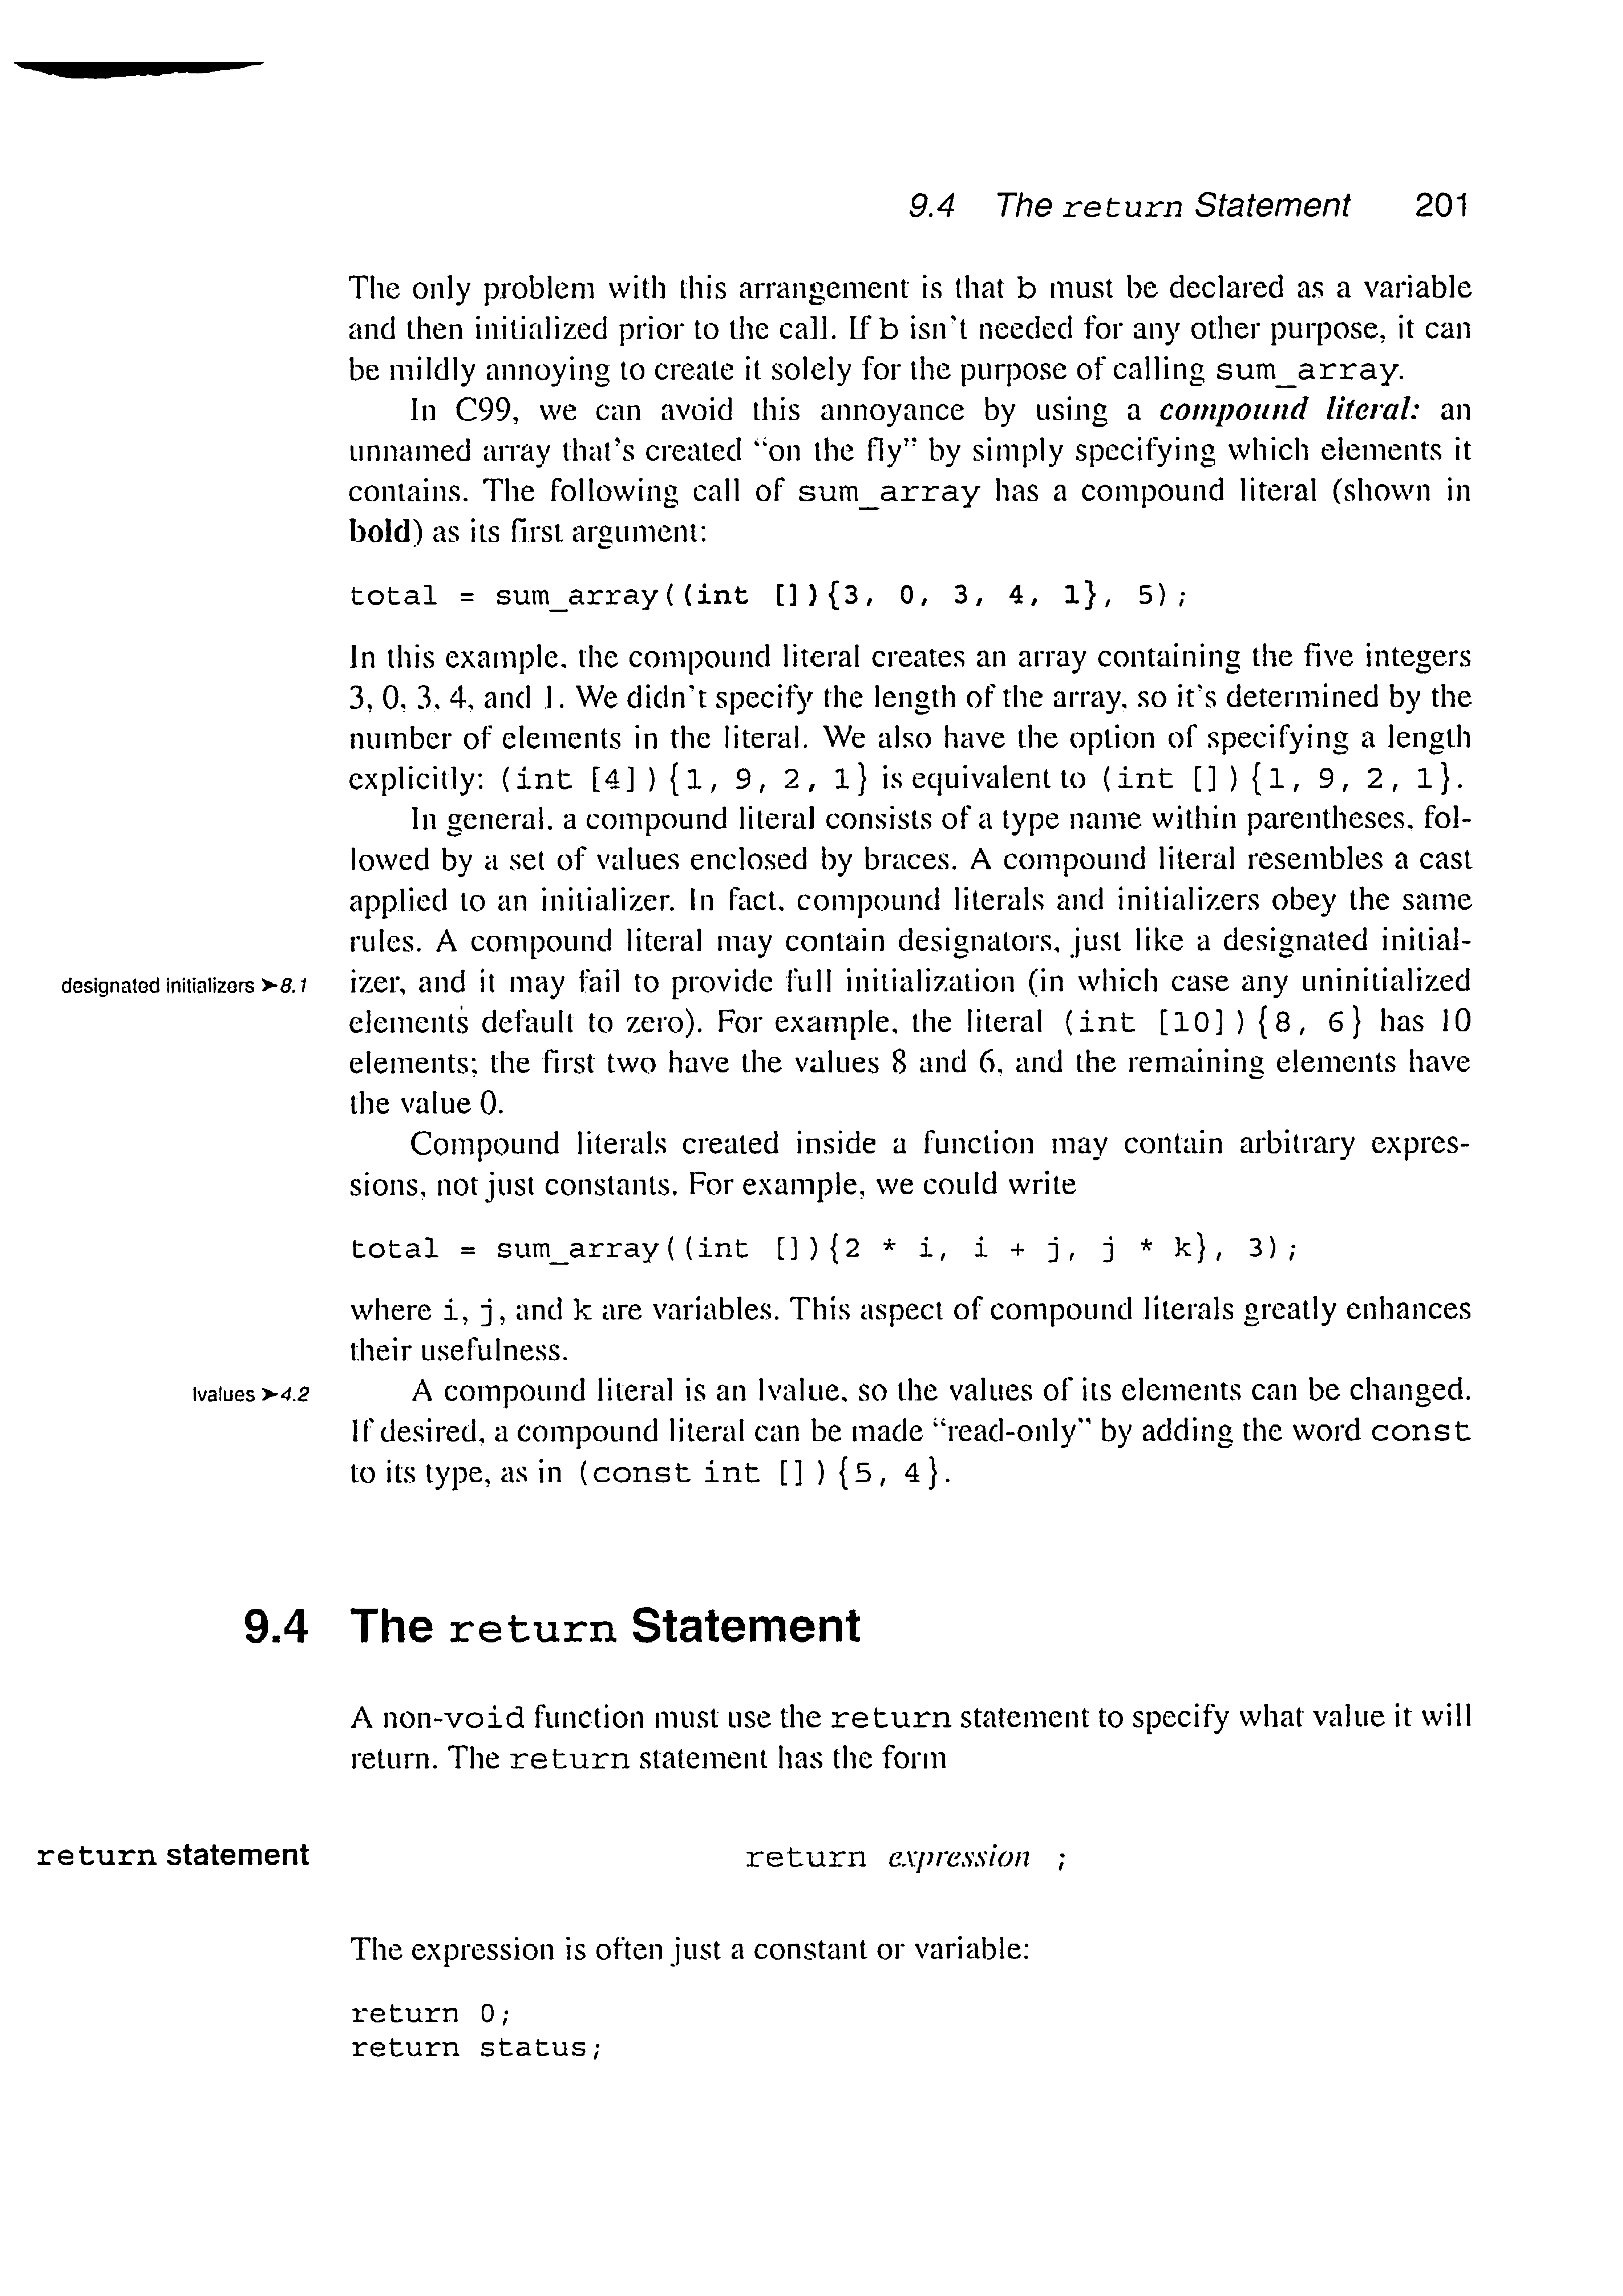 9.4 The return Statement 201
The only problem with this arrangement is that b must be declared as a variable
and then initialized prior to the call. If b isn't needed for any other purpose, it can
be mildly annoying to create it solely for the purpose of calling sum_array.
In C99, we can avoid this annoyance by using a compound literal: an
unnamed array that's created “on the fly” by simply specifying which elements it
contains. The following call of sum_array has a compound literal (shown in
bold) as its first argument:
total = sum_array((int []){3, 0, 3, 4, 1}, 5);
In this example, the compound literal creates an array containing the five integers
3, 0, 3, 4, and 1. We didn't specify the length of the array, so it's determined by the
number of elements in the literal. We also have the option of specifying a length
explicitly: (int [4]){1, 9, 2, 1} is equivalent to (int []){1, 9, 2, 1}.
In general, a compound literal consists of a type name within parentheses, fol-
lowed by a set of values enclosed by braces. A compound literal resembles a cast
applied to an initializer. In fact, compound literals and initializers obey the same
rules. A compound literal may contain designators, just like a designated initial-
designated initializers ➤8.1 izer, and it may fail to provide full initialization (in which case any uninitialized
elements default to zero). For example, the literal (int [10]){8, 6} has 10
elements; the first two have the values 8 and 6, and the remaining elements have
the value 0.
Compound literals created inside a function may contain arbitrary expres-
sions, not just constants. For example, we could write
total = sum_array((int []){2 * i, i + j, j * k}, 3);
where i, j, and k are variables. This aspect of compound literals greatly enhances
their usefulness.
lvalues ➤4.2 A compound literal is an lvalue, so the values of its elements can be changed.
If desired, a compound literal can be made “read-only” by adding the word const
to its type, as in (const int []){5, 4}.
9.4 The return Statement
A non-void function must use the return statement to specify what value it will
return. The return statement has the form
return statement return expression ;
The expression is often just a constant or variable:
return 0;
return status;